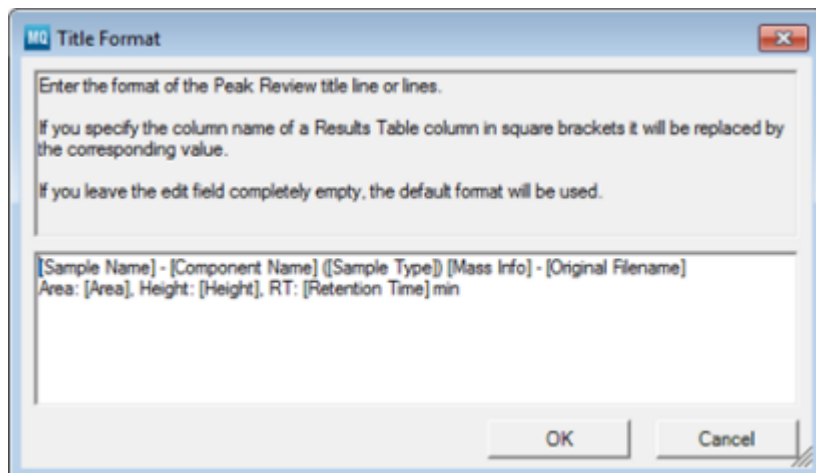 MQ Title Format
Enter the format of the Peak Review title line or lines.
If you specify the column name of a Results Table column in square brackets it will be replaced by
the corresponding value.
If you leave the edit field completely empty, the default format will be used.
[Sample Name] - [Component Name] ([Sample Type]) [Mass Info] - [Original Filename]
Area: [Area], Height: [Height], RT: [Retention Time] min
OK Cancel